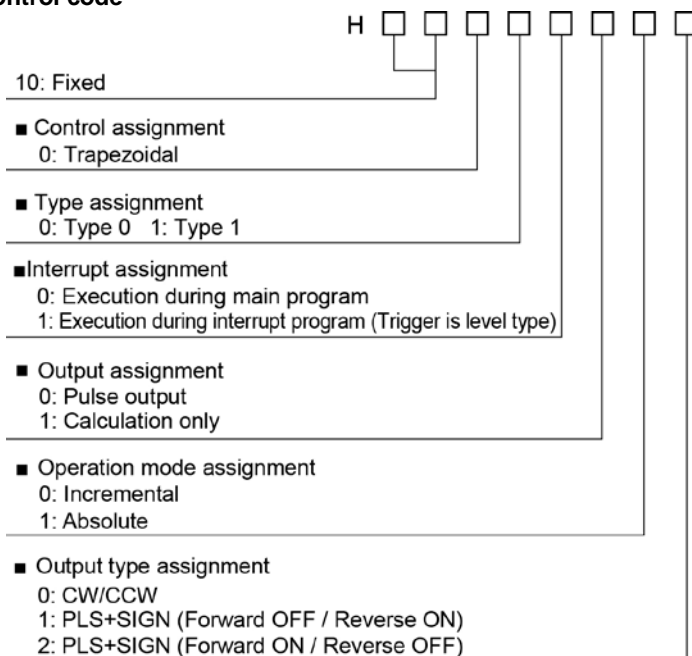 ontrol code
H □ □ □ □ □ □ □ □
10: Fixed
■ Control assignment
0: Trapezoidal
■ Type assignment
0: Type 0 1: Type 1
■Interrupt assignment
0: Execution during main program
1: Execution during interrupt program (Trigger is level type)
■ Output assignment
0: Pulse output
1: Calculation only
■ Operation mode assignment
0: Incremental
1: Absolute
■ Output type assignment
0: CW/CCW
1: PLS+SIGN (Forward OFF / Reverse ON)
2: PLS+SIGN (Forward ON / Reverse OFF)